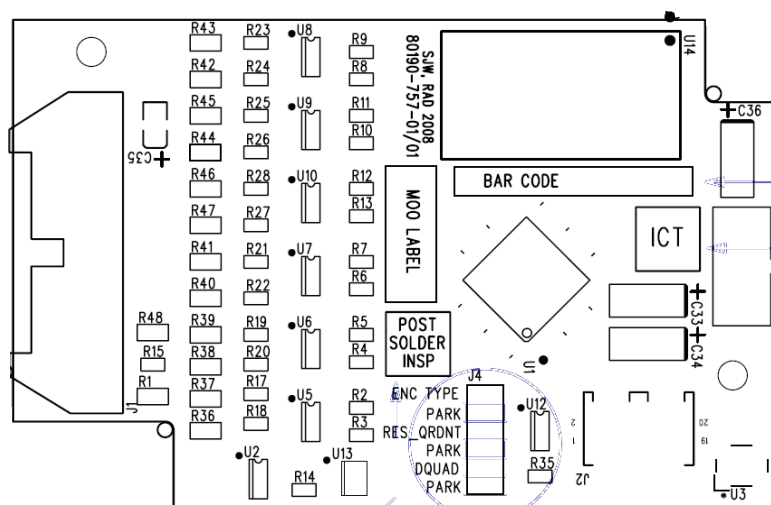 R43
R23
U8
R9
R42
R24
R8
R45
R25
U9
R11
R44
R26
R10
R46
R28
U10
R12
R47
R27
R13
R41
R21
U7
R7
R40
R22
R6
R39
R19
U6
R5
R38
R20
R4
R37
R17
U5
R2
R36
R18
R3
R48
R15
R1
J1
C35
U2
R14
U13
SJW, RAD 2008
80190-757-01/01
U14
C36
BAR CODE
MOO LABEL
ICT
POST
SOLDER
INSP
C33
C34
U1
J4
ENC TYPE
PARK
RES_QRDNT
PARK
DQUAD
PARK
U12
R35
J2
2
1
20
19
U3